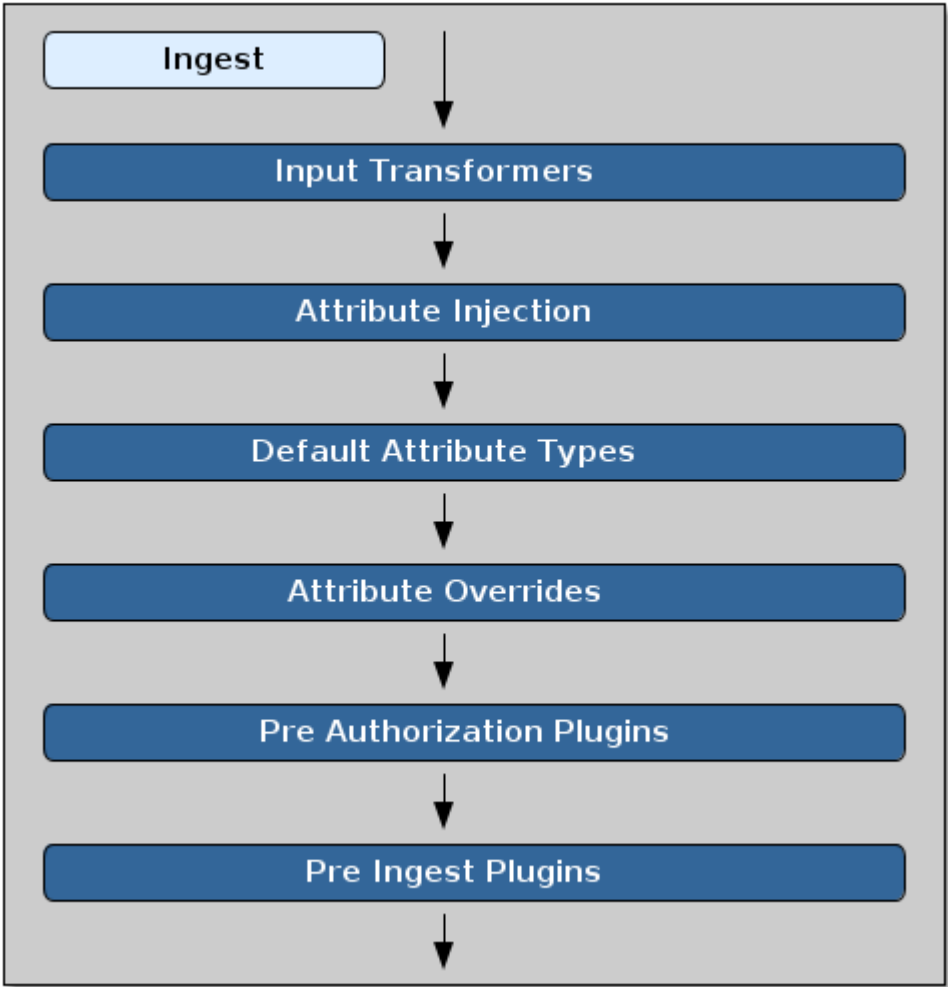 Ingest
Input Transformers
Attribute Injection
Default Attribute Types
Attribute Overrides
Pre Authorization Plugins
Pre Ingest Plugins